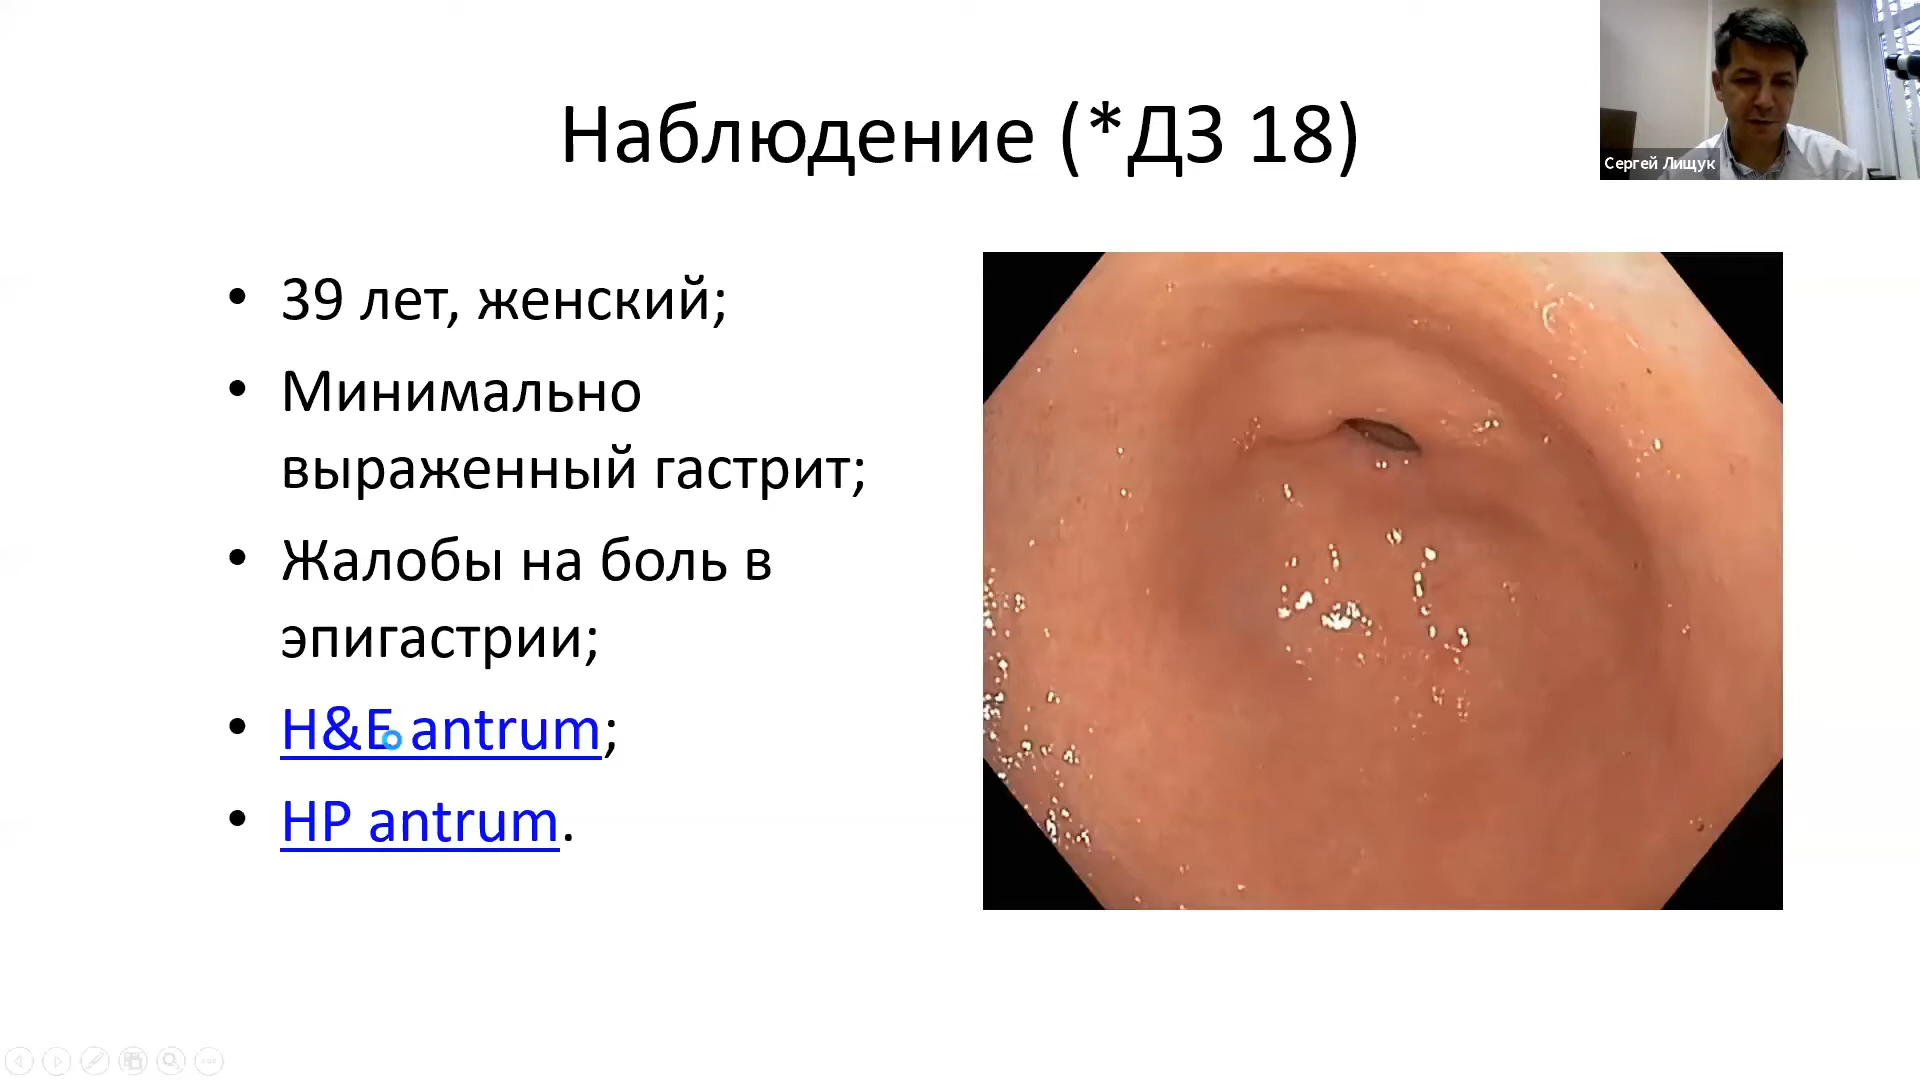 Наблюдение (*ДЗ 18)
Сергей Лищук
• 39 лет, женский;
• Минимально
выраженный гастрит;
• Жалобы на боль в
эпигастрии;
• H&E antrum;
• HP antrum.